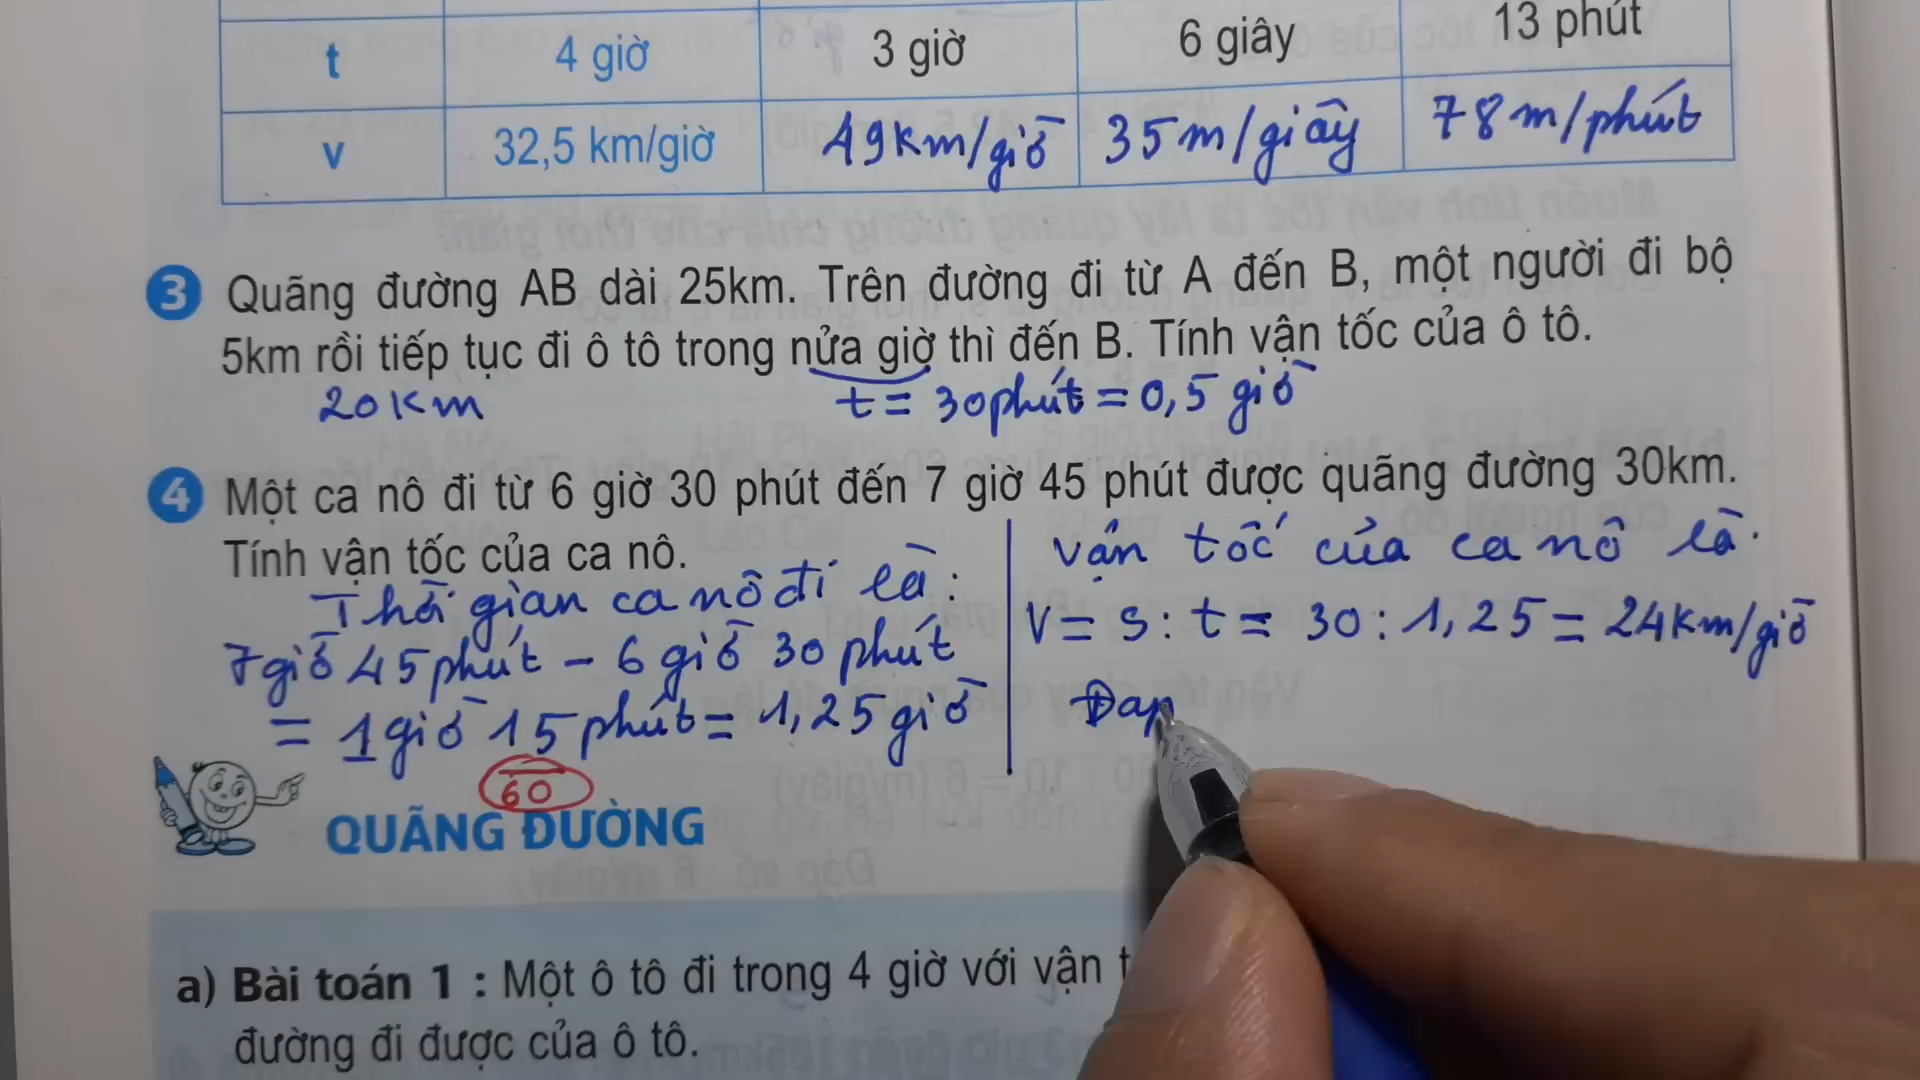 t 4 giờ 3 giờ 6 giây 13 phút
v 32,5 km/giờ 49km/giờ 35m/giây 78m/phút
3 Quãng đường AB dài 25km. Trên đường đi từ A đến B, một người đi bộ
5km rồi tiếp tục đi ô tô trong nửa giờ thì đến B. Tính vận tốc của ô tô.
20km t = 30phút = 0,5 giờ
4 Một ca nô đi từ 6 giờ 30 phút đến 7 giờ 45 phút được quãng đường 30km.
Tính vận tốc của ca nô.
Thời gian ca nô đi là:
7giờ 45phút - 6 giờ 30 phút
= 1giờ 15phút = 1,25giờ
60
vận tốc của ca nô là.
V = s : t = 30 : 1,25 = 24km/giờ
Đap
QUÃNG ĐƯỜNG
a) Bài toán 1 : Một ô tô đi trong 4 giờ với vận
đường đi được của ô tô.